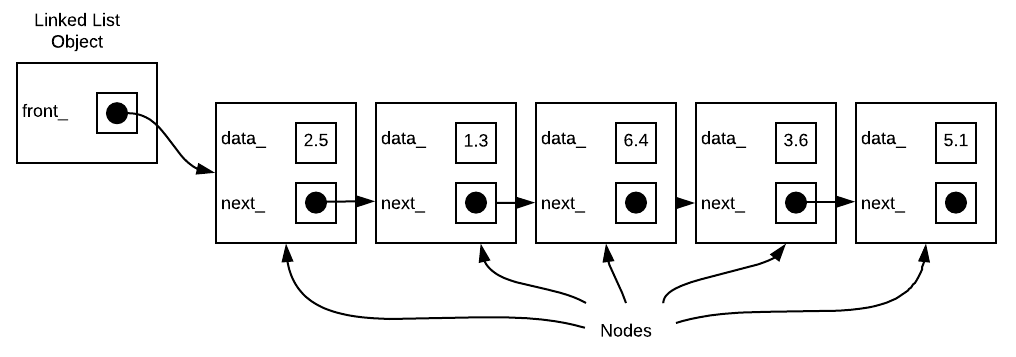 Linked List
Object
front_
data_ 2.5
next_
data_ 1.3
next_
data_ 6.4
next_
data_ 3.6
next_
data_ 5.1
next_
Nodes